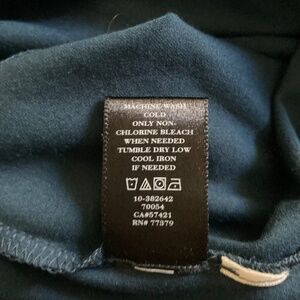 MACHINE WASH
COLD
ONLY NON-
CHLORINE BLEACH
WHEN NEEDED
TUMBLE DRY LOW
COOL IRON
IF NEEDED
10-382642
70054
CA#57421
RN# 77379